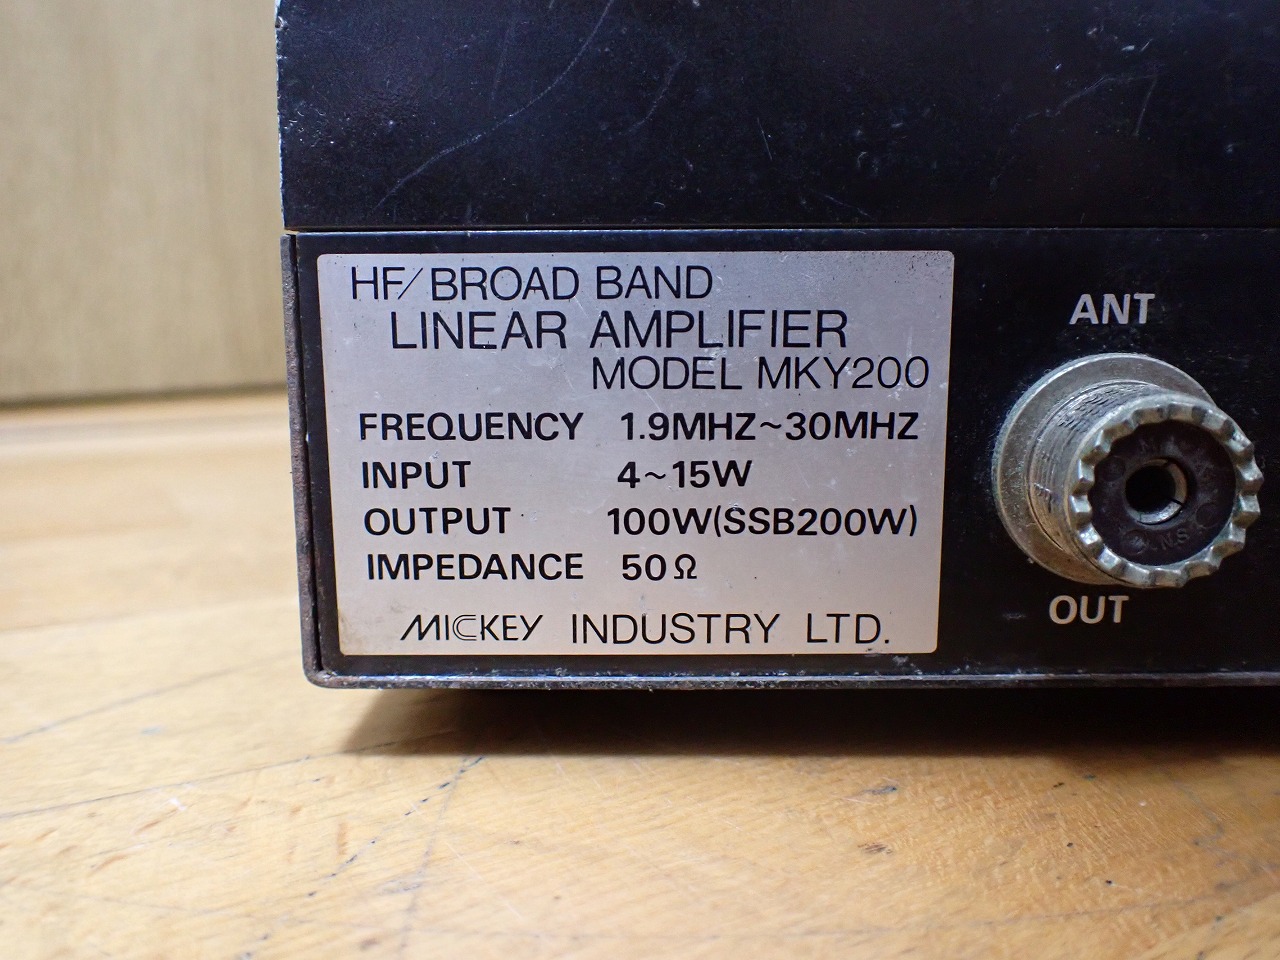 HF/BROAD BAND
LINEAR AMPLIFIER
MODEL MKY200
FREQUENCY 1.9MHZ~30MHZ
INPUT 4~15W
OUTPUT 100W(SSB200W)
IMPEDANCE 50Ω
MICKEY INDUSTRY LTD.
ANT
OUT